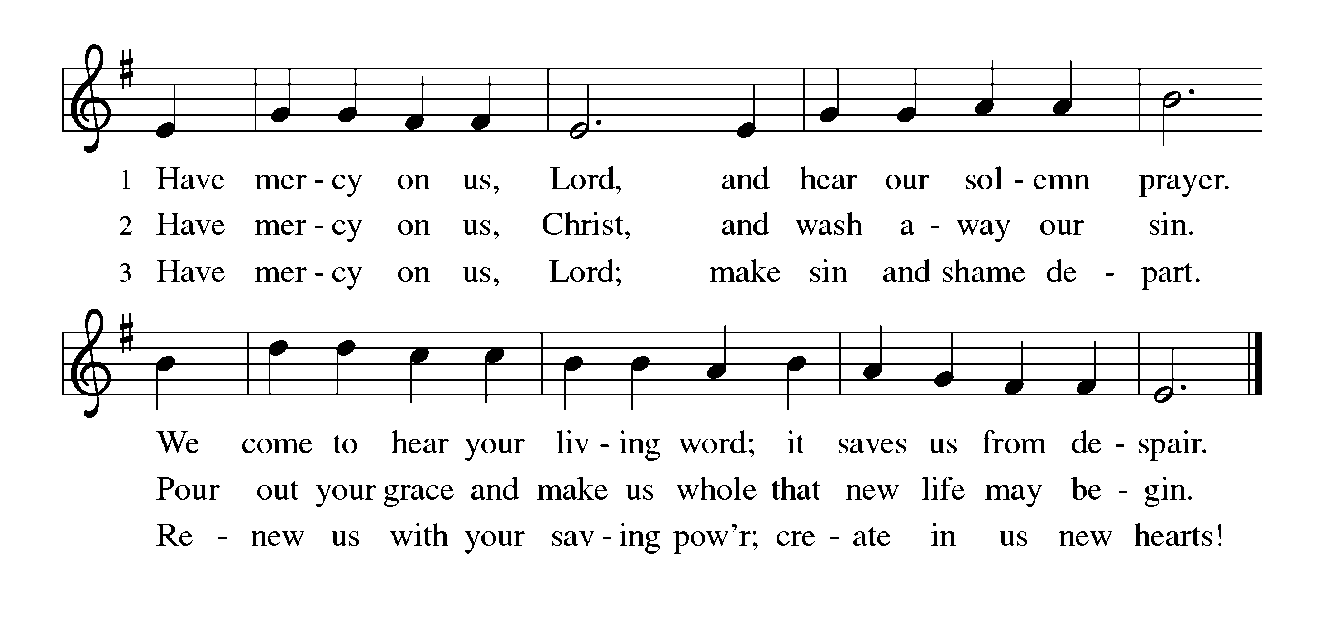 1 Have mer - cy on us, Lord, and hear our sol - emn prayer.
2 Have mer - cy on us, Christ, and wash a - way our sin.
3 Have mer - cy on us, Lord; make sin and shame de - part.
We come to hear your liv - ing word; it saves us from de - spair.
Pour out your grace and make us whole that new life may be - gin.
Re - new us with your sav - ing pow'r; cre - ate in us new hearts!